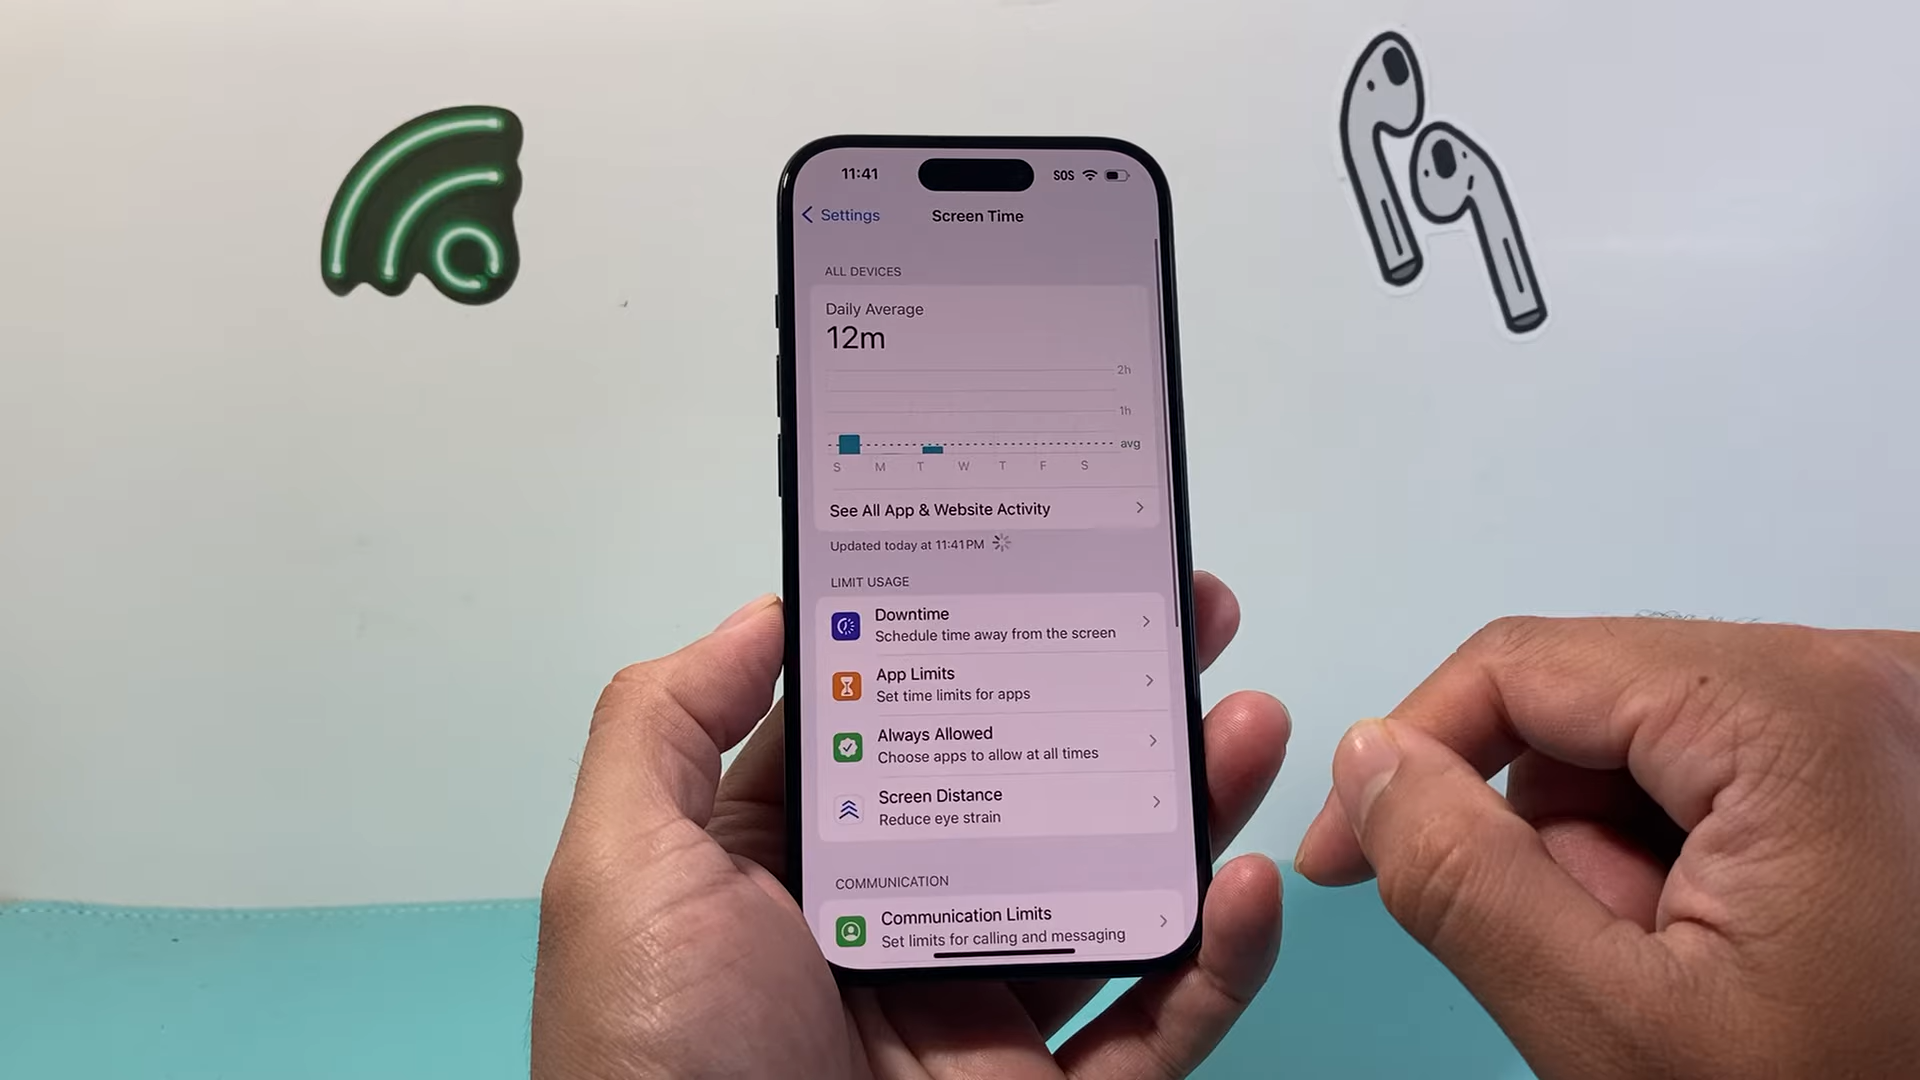 11:41
SOS
Settings
Screen Time
ALL DEVICES
Daily Average
12m
2h
1h
avg
S M T W T F S
See All App & Website Activity
Updated today at 11:41 PM
LIMIT USAGE
Downtime
Schedule time away from the screen
App Limits
Set time limits for apps
Always Allowed
Choose apps to allow at all times
Screen Distance
Reduce eye strain
COMMUNICATION
Communication Limits
Set limits for calling and messaging